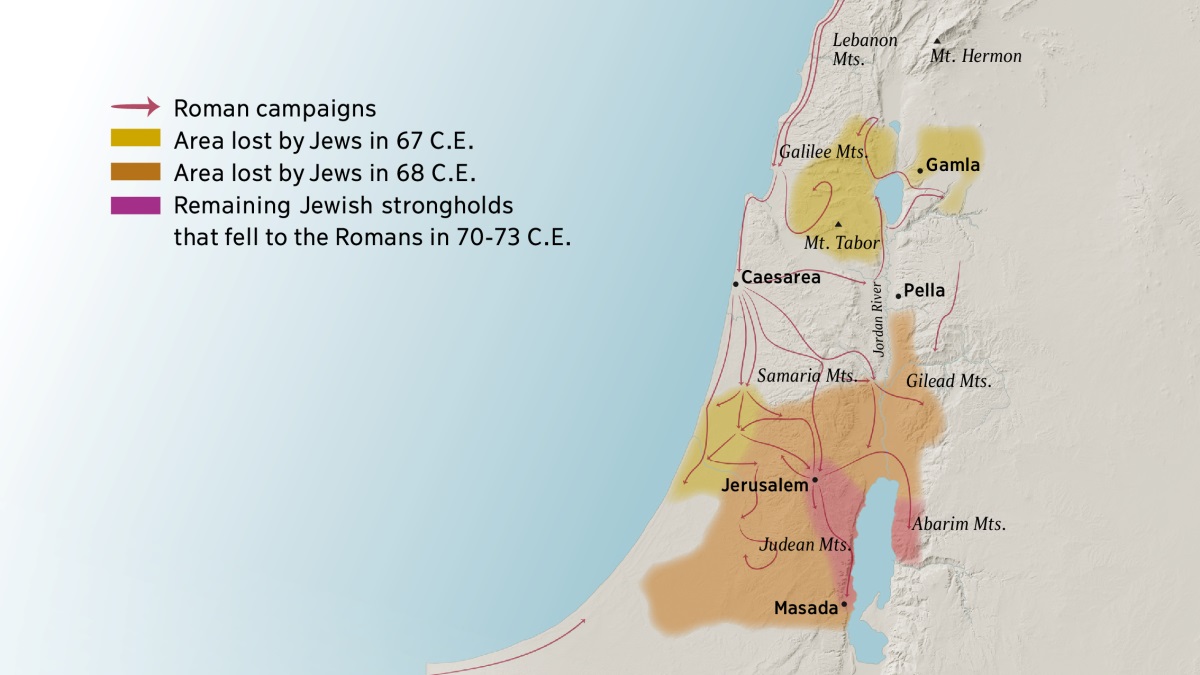 Roman campaigns
Area lost by Jews in 67 C.E.
Area lost by Jews in 68 C.E.
Remaining Jewish strongholds
that fell to the Romans in 70-73 C.E.
Lebanon
Mts.
Mt. Hermon
Galilee Mts.
Gamla
Mt. Tabor
Caesarea
Pella
Jordan River
Samaria Mts.
Gilead Mts.
Jerusalem
Abarim Mts.
Judean Mts.
Masada